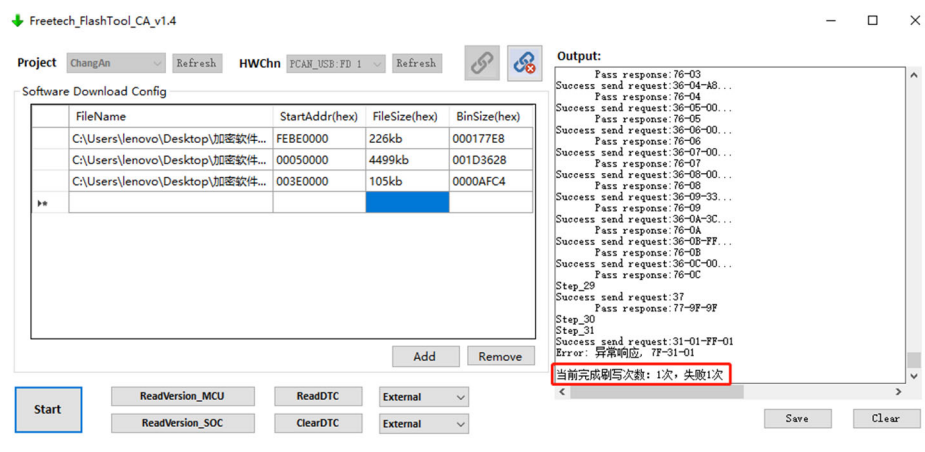 Freetech_FlashTool_CA_v1.4
Project ChangAn Refresh HWChn PCAN_USB:FD 1 Refresh
Software Download Config
FileName StartAddr(hex) FileSize(hex) BinSize(hex)
C:\Users\lenovo\Desktop\加密软件... FEBE0000 226kb 000177E8
C:\Users\lenovo\Desktop\加密软件... 00050000 4499kb 001D3628
C:\Users\lenovo\Desktop\加密软件... 003E0000 105kb 0000AFC4
Add Remove
Start
ReadVersion_MCU ReadDTC External
ReadVersion_SOC ClearDTC External
Output:
Pass response:76-03
Success send request:36-04-A8...
Pass response:76-04
Success send request:36-05-00...
Pass response:76-05
Success send request:36-06-00...
Pass response:76-06
Success send request:36-07-00...
Pass response:76-07
Success send request:36-08-00...
Pass response:76-08
Success send request:36-09-33...
Pass response:76-09
Success send request:36-0A-3C...
Pass response:76-0A
Success send request:36-0B-FF...
Pass response:76-0B
Success send request:36-0C-00...
Pass response:76-0C
Step_29
Success send request:37
Pass response:77-9F-9F
Step_30
Step_31
Success send request:31-01-FF-01
Error: 异常响应, 7F-31-01
当前完成刷写次数：1次，失败1次
Save Clear